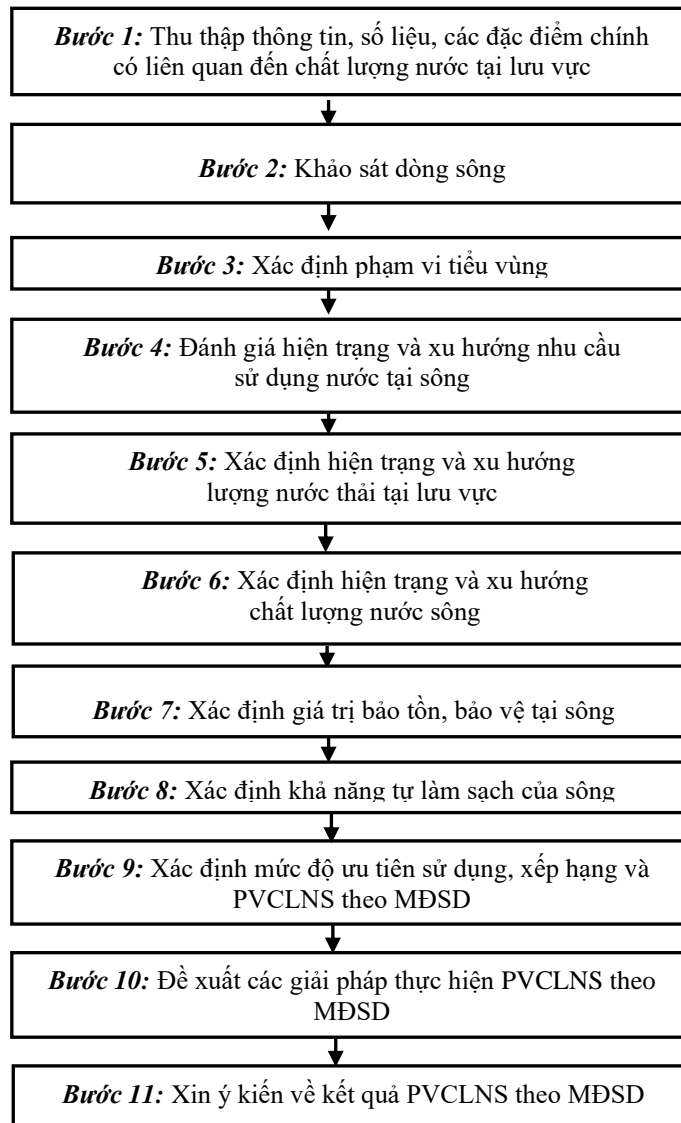 Bước 1: Thu thập thông tin, số liệu, các đặc điểm chính
có liên quan đến chất lượng nước tại lưu vực
Bước 2: Khảo sát dòng sông
Bước 3: Xác định phạm vi tiểu vùng
Bước 4: Đánh giá hiện trạng và xu hướng nhu cầu
sử dụng nước tại sông
Bước 5: Xác định hiện trạng và xu hướng
lượng nước thải tại lưu vực
Bước 6: Xác định hiện trạng và xu hướng
chất lượng nước sông
Bước 7: Xác định giá trị bảo tồn, bảo vệ tại sông
Bước 8: Xác định khả năng tự làm sạch của sông
Bước 9: Xác định mức độ ưu tiên sử dụng, xếp hạng và
PVCLNS theo MĐSD
Bước 10: Đề xuất các giải pháp thực hiện PVCLNS theo
MĐSD
Bước 11: Xin ý kiến về kết quả PVCLNS theo MĐSD